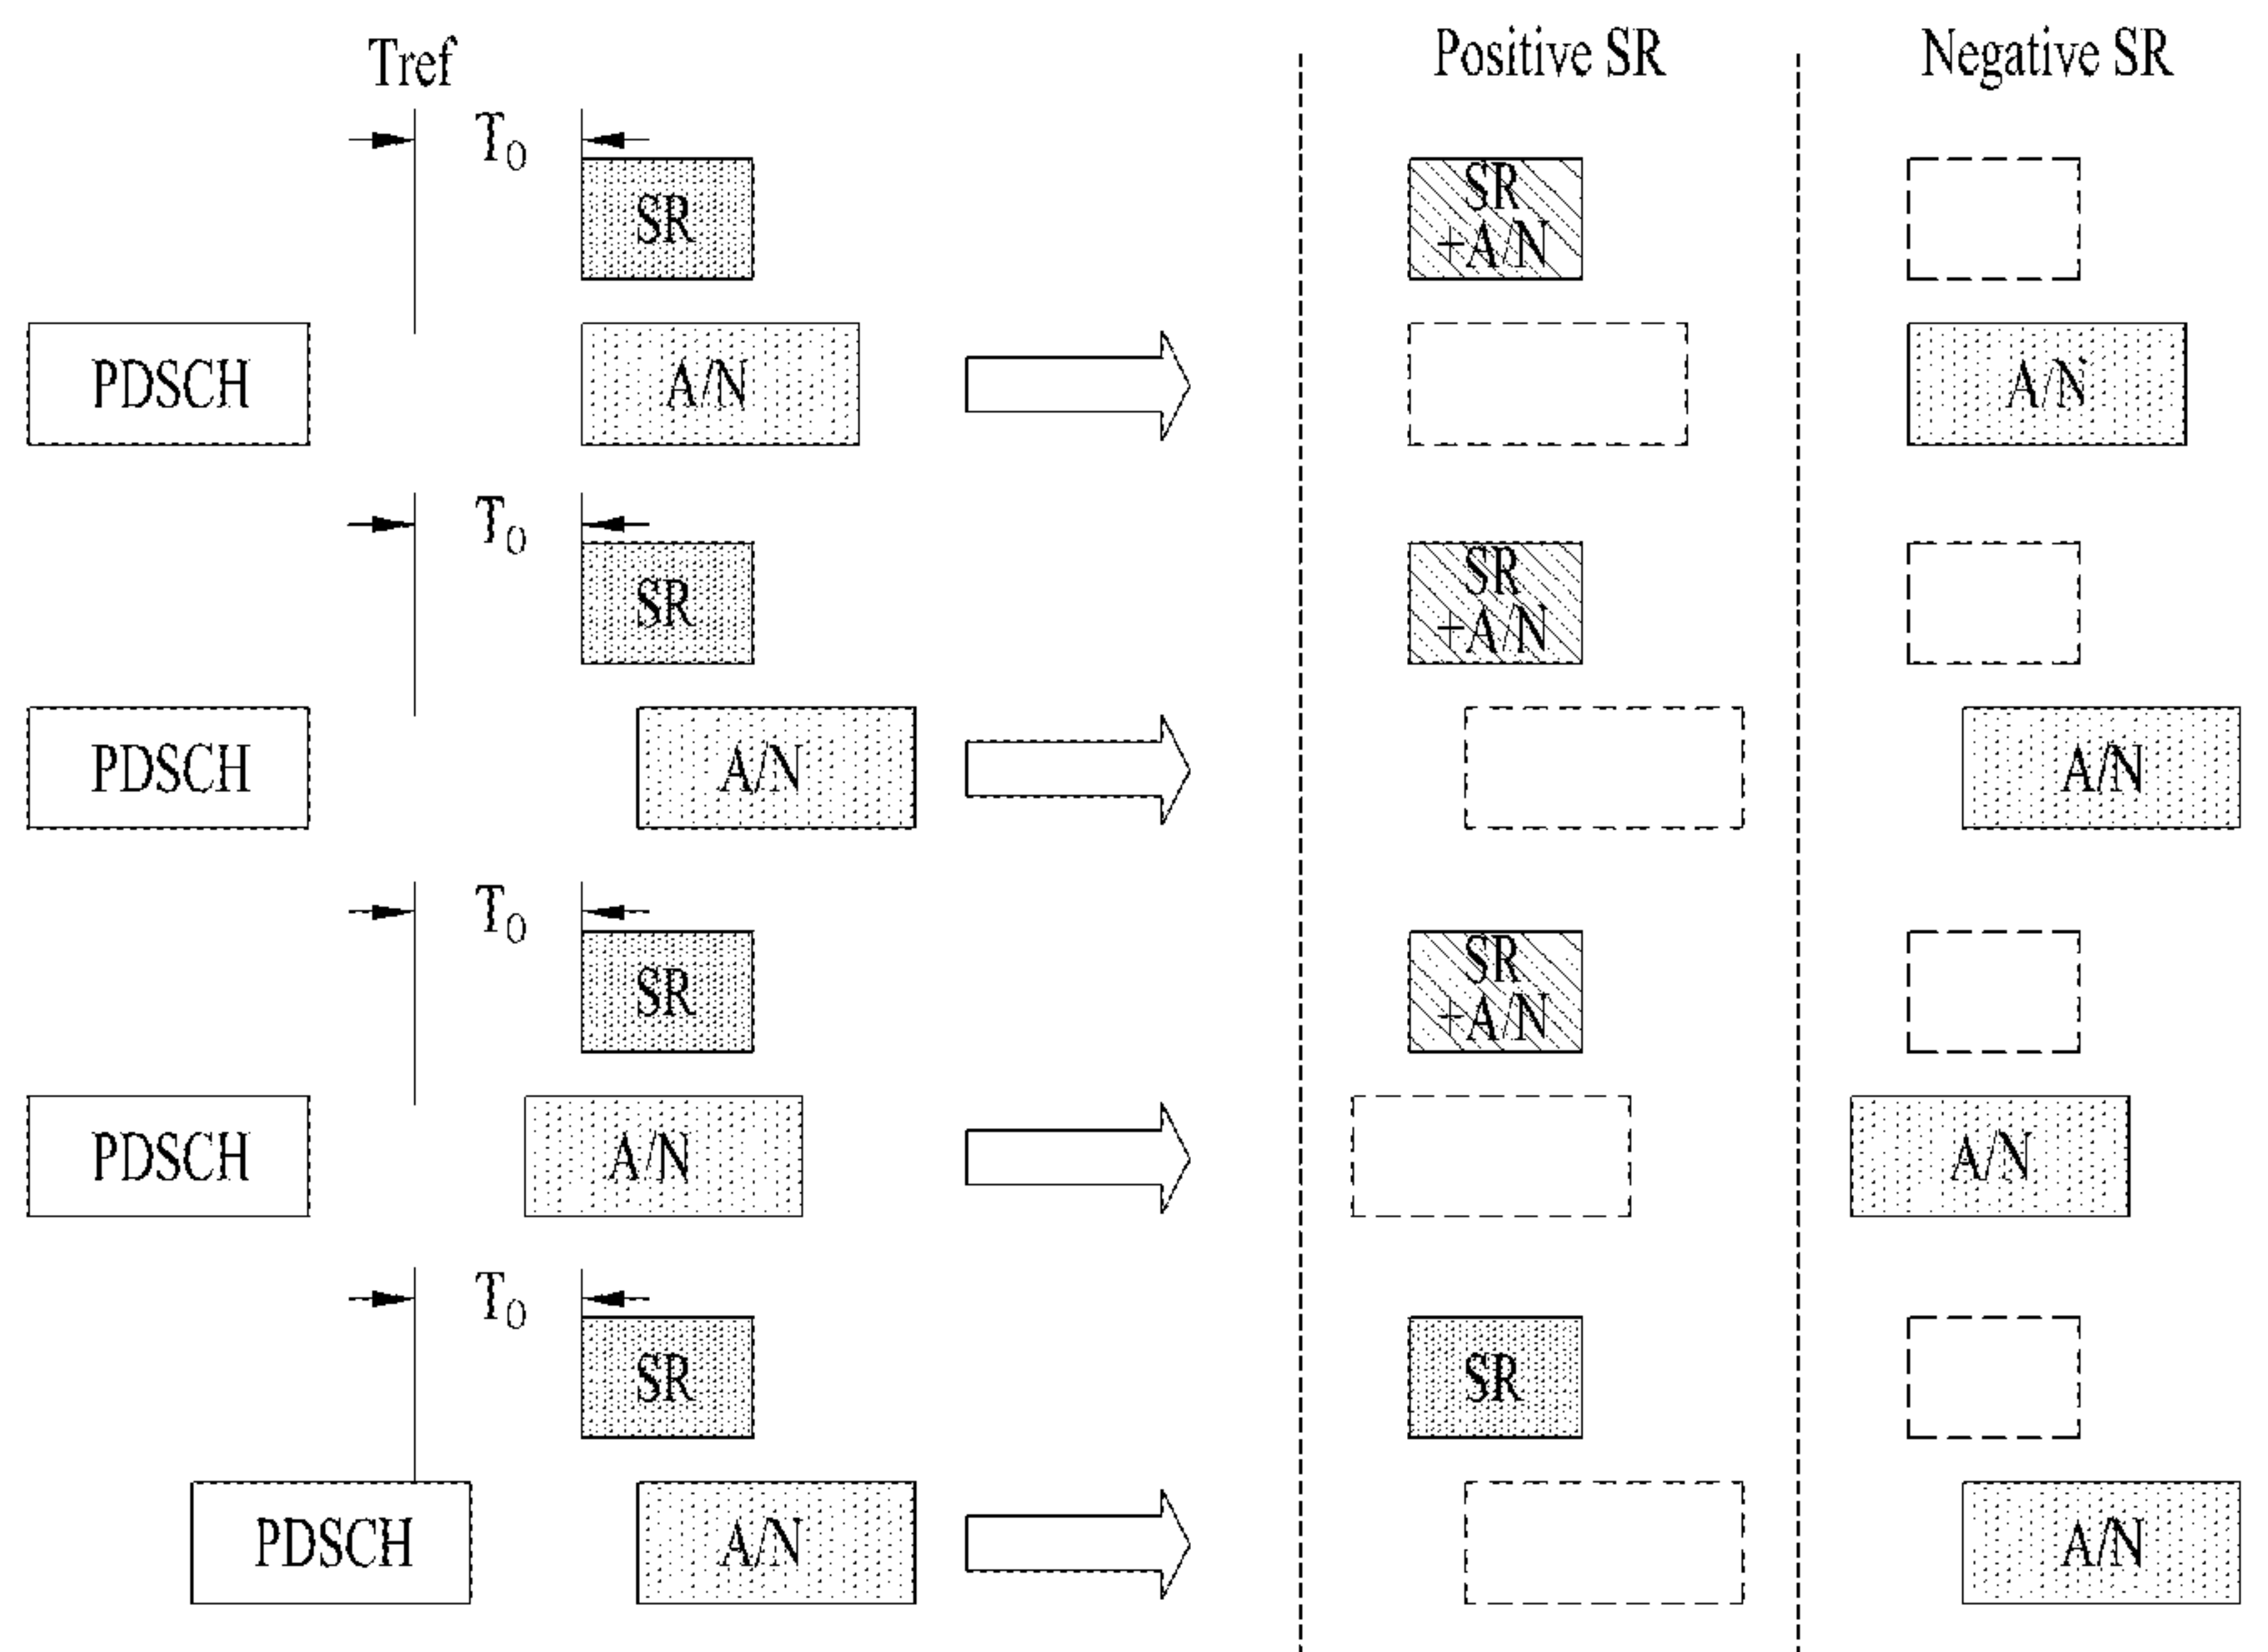 Tref
Positive SR
Negative SR
T0
SR
SR
+A/N
PDSCH
A/N
A/N
T0
SR
SR
+A/N
PDSCH
A/N
A/N
T0
SR
SR
+A/N
PDSCH
A/N
A/N
T0
SR
SR
PDSCH
A/N
A/N